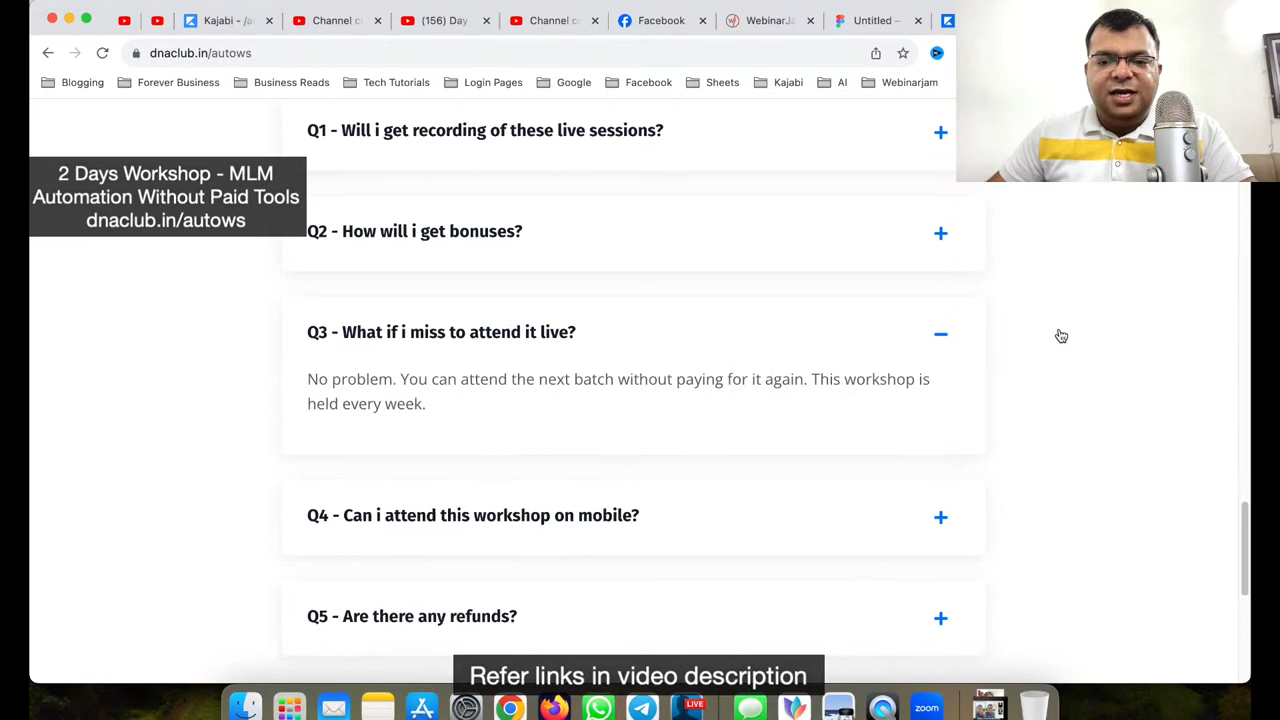 Kajabi - /a
Channel c
(156) Day
Channel c
Facebook
WebinarJa
Untitled –
dnaclub.in/autows
Blogging
Forever Business
Business Reads
Tech Tutorials
Login Pages
Google
Facebook
Sheets
Kajabi
AI
Webinarjam
Q1 - Will i get recording of these live sessions?
2 Days Workshop - MLM
Automation Without Paid Tools
dnaclub.in/autows
Q2 - How will i get bonuses?
Q3 - What if i miss to attend it live?
No problem. You can attend the next batch without paying for it again. This workshop is
held every week.
Q4 - Can i attend this workshop on mobile?
Q5 - Are there any refunds?
Refer links in video description
LIVE
zoom